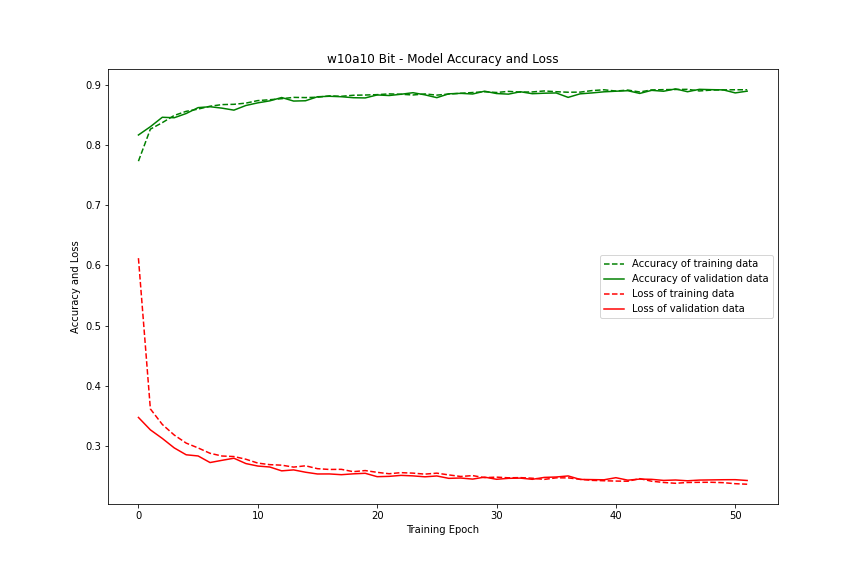 w10a10 Bit - Model Accuracy and Loss
0.9
0.8
0.7
0.6
0.5
0.4
0.3
Accuracy and Loss
Accuracy of training data
Accuracy of validation data
Loss of training data
Loss of validation data
0 10 20 30 40 50
Training Epoch